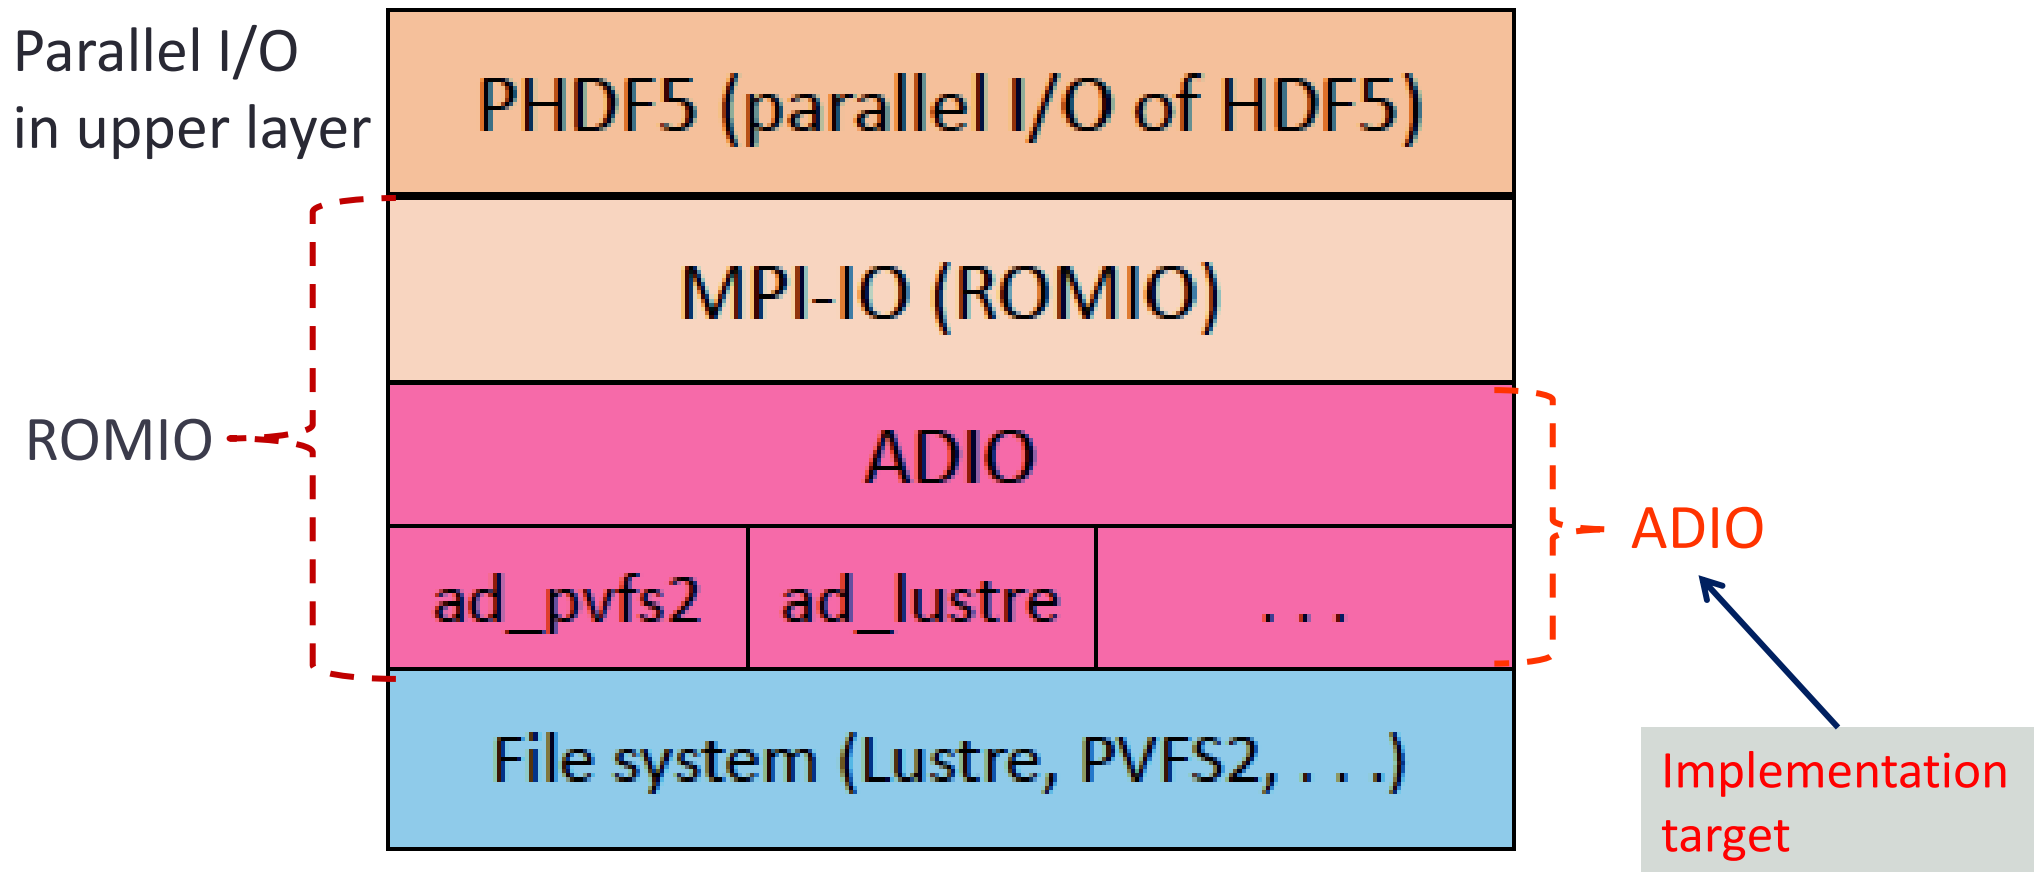 Parallel I/O
in upper layer
PHDF5 (parallel I/O of HDF5)
MPI-IO (ROMIO)
ROMIO
ADIO
ADIO
ad_pvfs2
ad_lustre
. . .
File system (Lustre, PVFS2, . . .)
Implementation
target